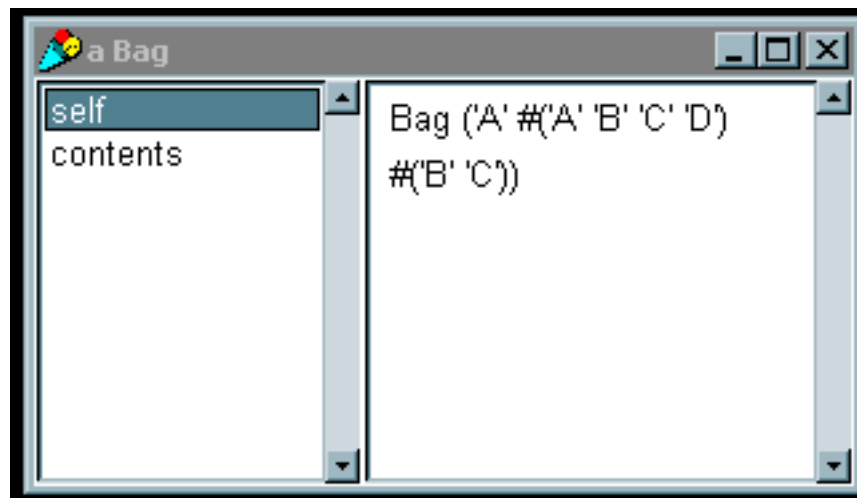 a Bag
self
contents
Bag ('A' #('A' 'B' 'C' 'D')
#('B' 'C'))